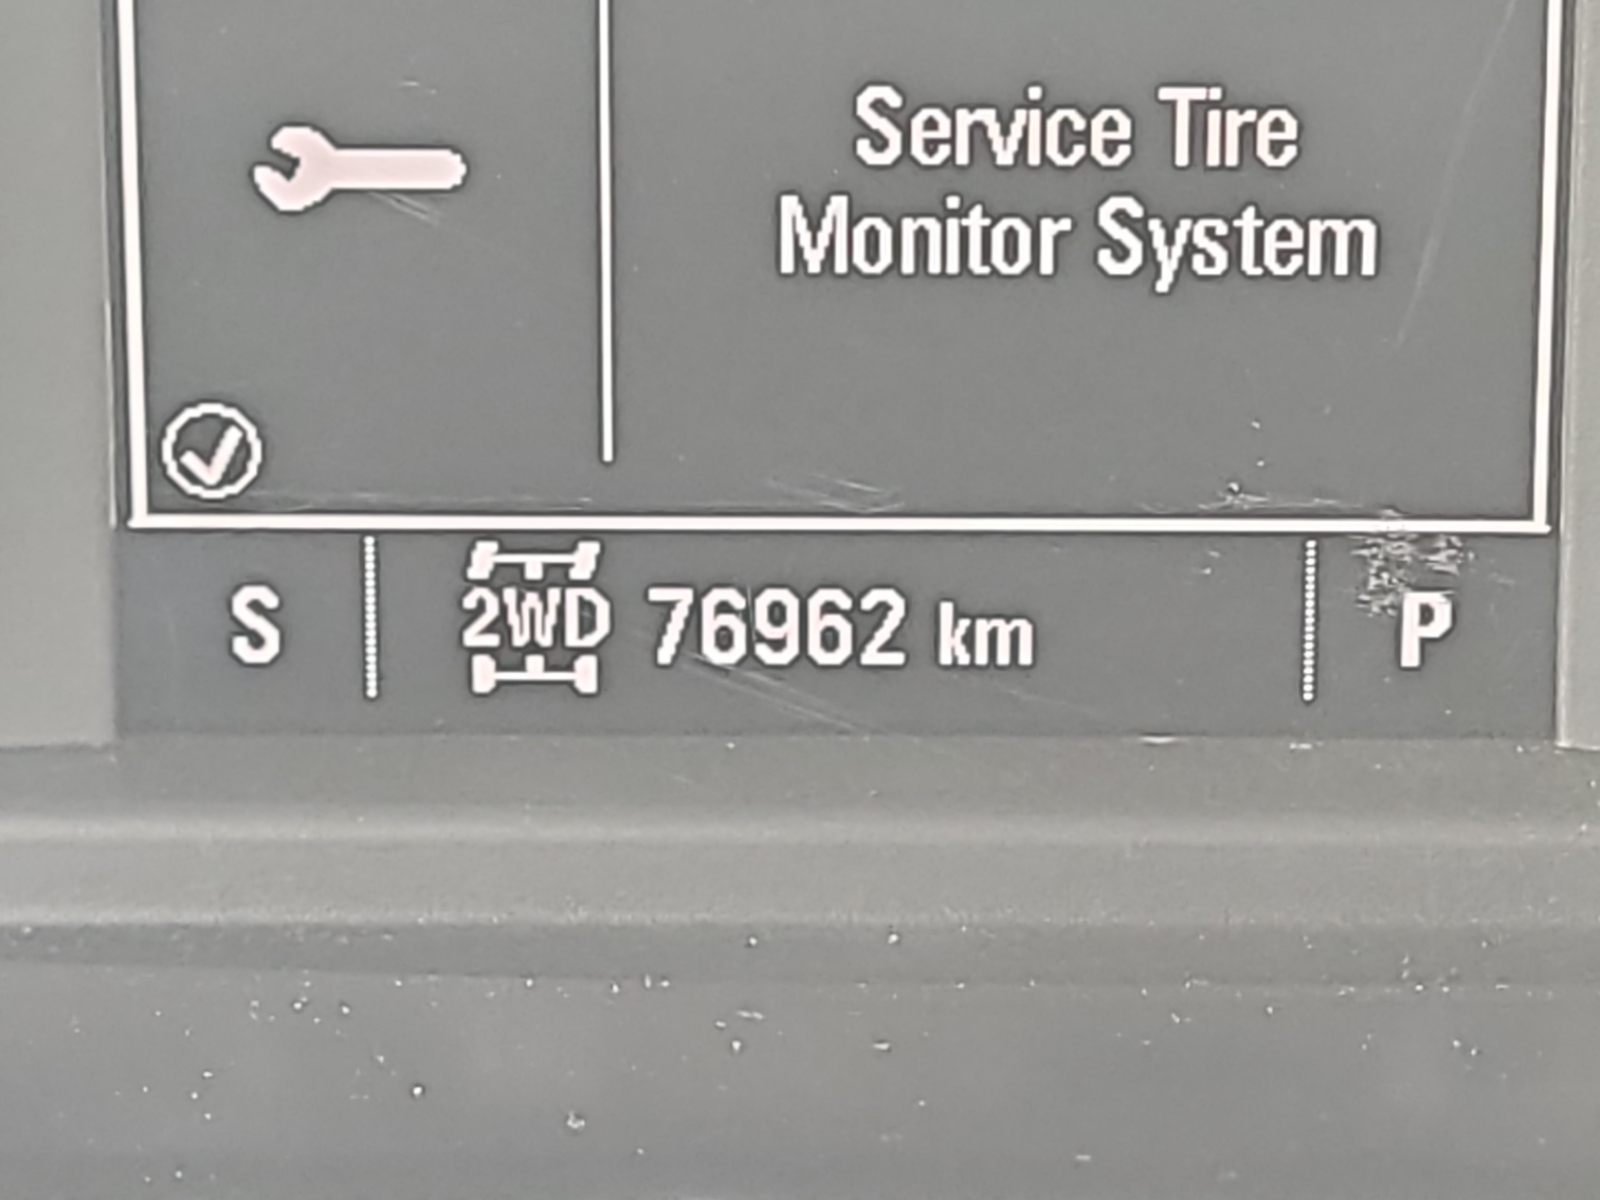 Service Tire
Monitor System
S 2WD 76962 km P